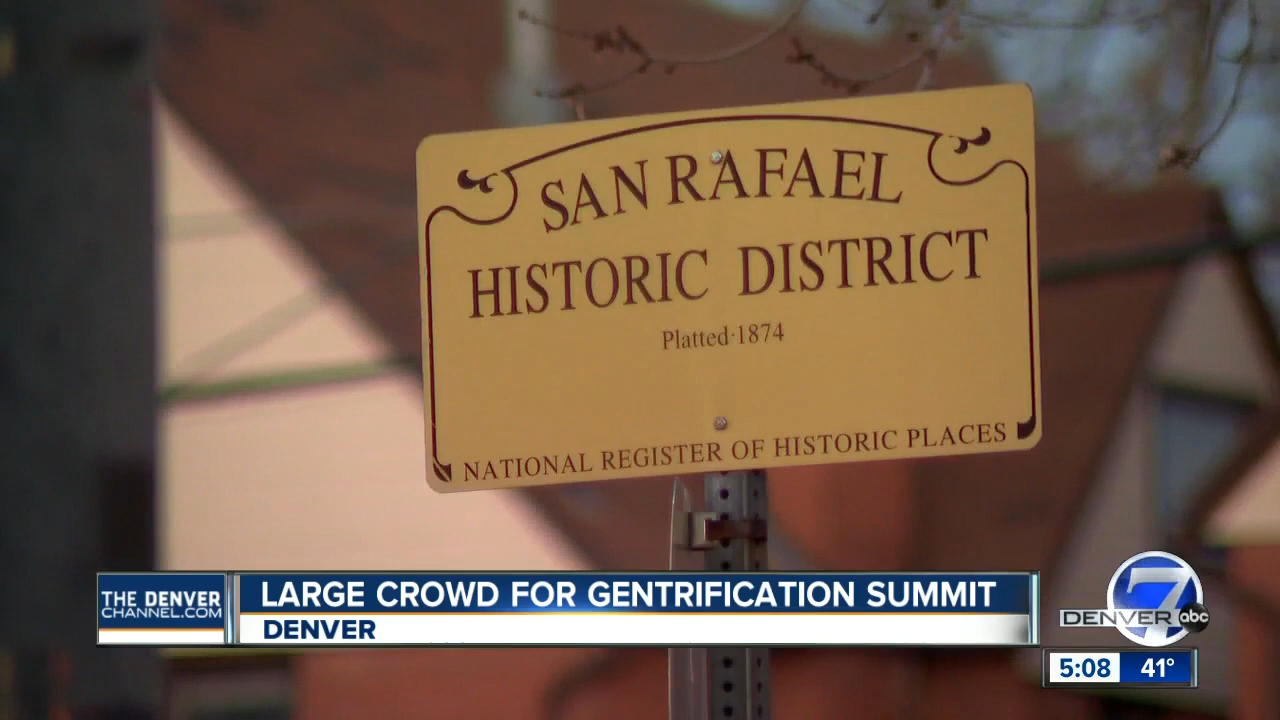 SAN RAFAEL
HISTORIC DISTRICT
Platted·1874
NATIONAL REGISTER OF HISTORIC PLACES
THE DENVER
CHANNEL.COM
LARGE CROWD FOR GENTRIFICATION SUMMIT
DENVER
DENVER 7 abc
5:08 41°